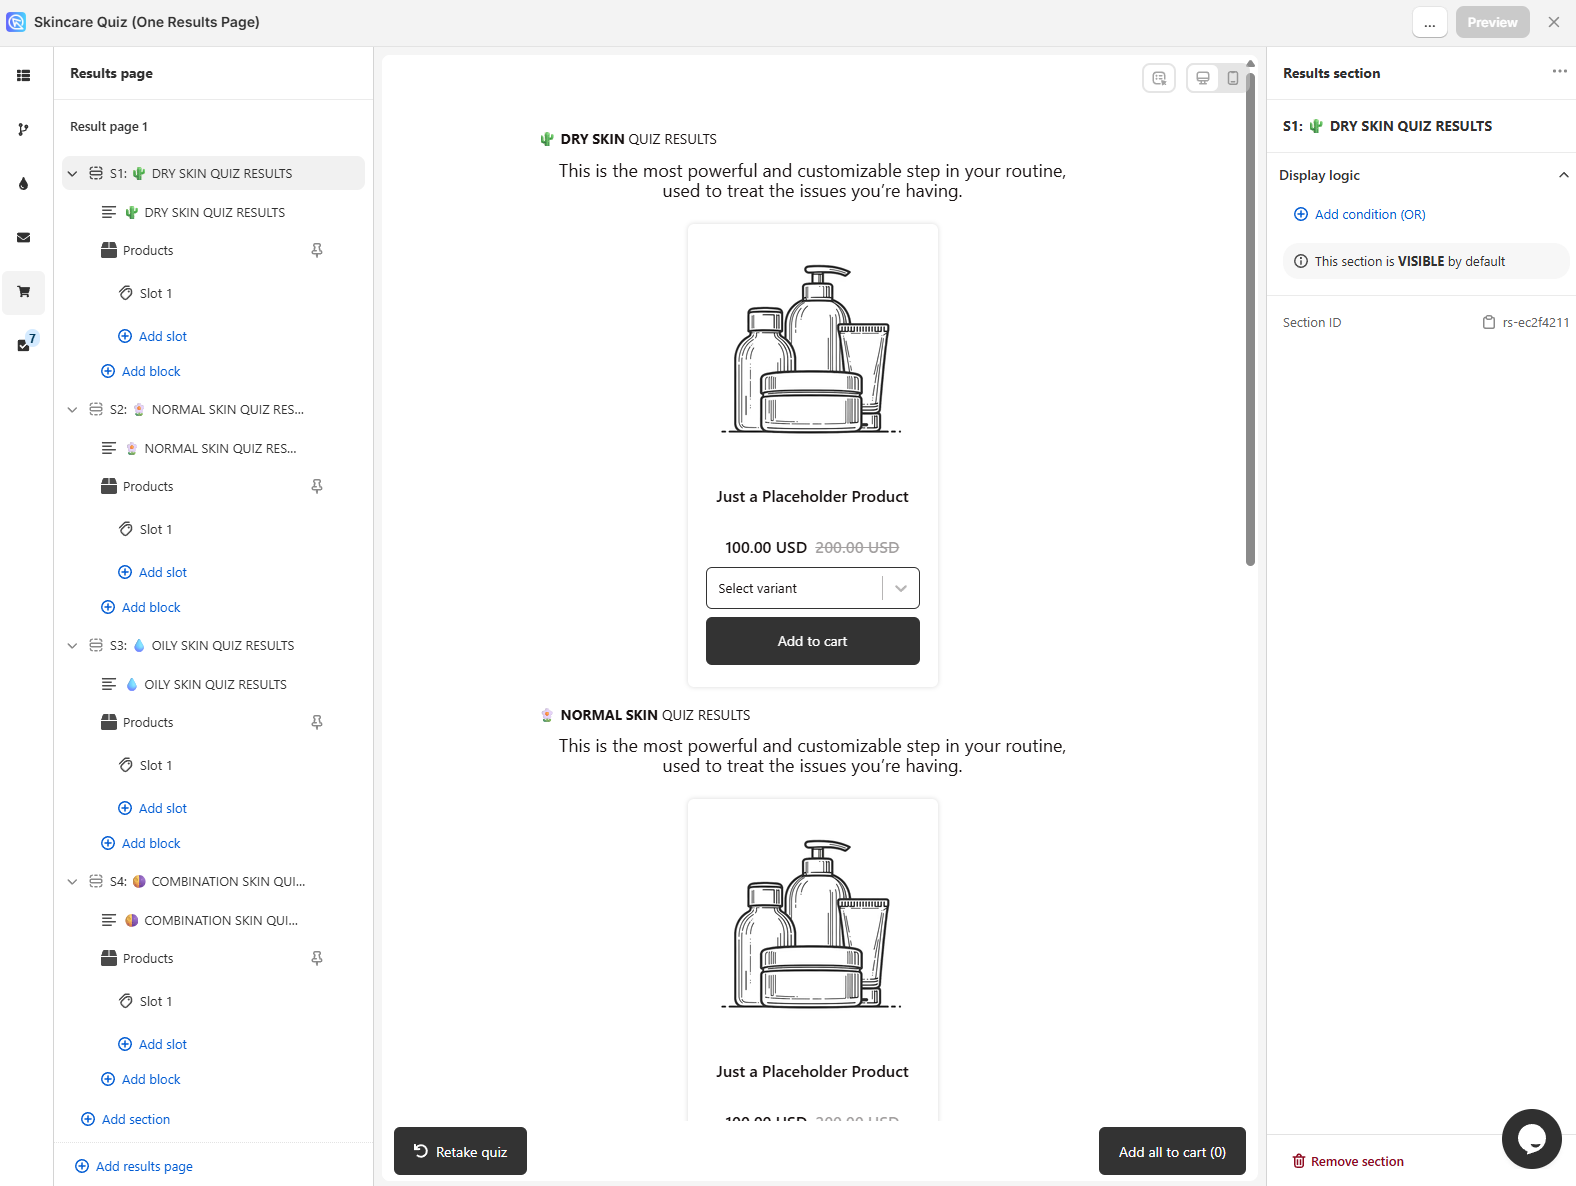 Skincare Quiz (One Results Page)
...
Preview
Results page
Result page 1
S1: 🌵 DRY SKIN QUIZ RESULTS
🌵 DRY SKIN QUIZ RESULTS
Products
Slot 1
Add slot
Add block
S2: 🌸 NORMAL SKIN QUIZ RES...
🌸 NORMAL SKIN QUIZ RES...
Products
Slot 1
Add slot
Add block
S3: 💧 OILY SKIN QUIZ RESULTS
💧 OILY SKIN QUIZ RESULTS
Products
Slot 1
Add slot
Add block
S4: COMBINATION SKIN QUI...
COMBINATION SKIN QUI...
Products
Slot 1
Add slot
Add block
Add section
Add results page
7
🌵 DRY SKIN QUIZ RESULTS
This is the most powerful and customizable step in your routine,
used to treat the issues you’re having.
Just a Placeholder Product
100.00 USD 200.00 USD
Select variant
Add to cart
🌸 NORMAL SKIN QUIZ RESULTS
This is the most powerful and customizable step in your routine,
used to treat the issues you’re having.
Just a Placeholder Product
100.00 USD 200.00 USD
Retake quiz
Add all to cart (0)
Results section
S1: 🌵 DRY SKIN QUIZ RESULTS
Display logic
Add condition (OR)
This section is VISIBLE by default
Section ID
rs-ec2f4211
Remove section